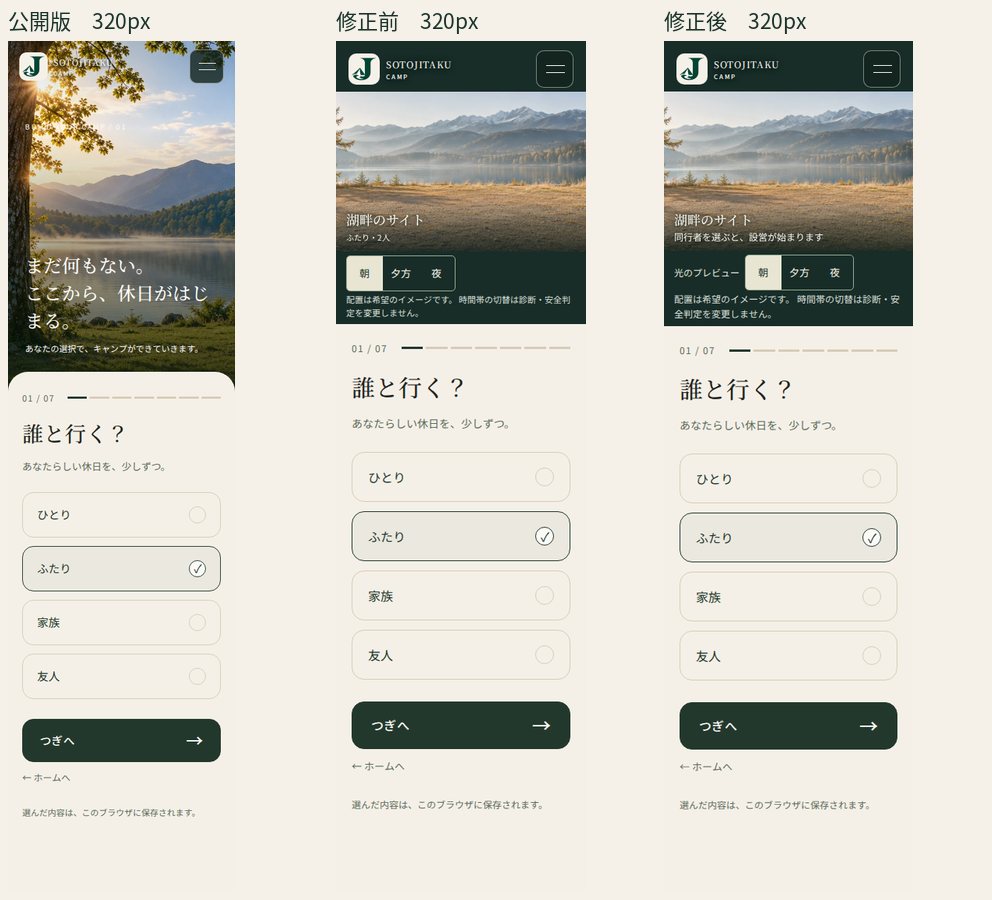 公開版 320px
SOTOJITAKU
CAMP
まだ何もない。
ここから、休日がはじ
まる。
あなたの選択で、キャンプができていきます。
01 / 07
誰と行く？
あなたらしい休日を、少しずつ。
ひとり
ふたり
家族
友人
つぎへ →
← ホームへ
選んだ内容は、このブラウザに保存されます。
修正前 320px
SOTOJITAKU
CAMP
湖畔のサイト
ふたり・2人
朝 夕方 夜
配置は希望のイメージです。 時間帯の切替は診断・安全判
定を変更しません。
01 / 07
誰と行く？
あなたらしい休日を、少しずつ。
ひとり
ふたり
家族
友人
つぎへ →
← ホームへ
選んだ内容は、このブラウザに保存されます。
修正後 320px
SOTOJITAKU
CAMP
湖畔のサイト
同行者を選ぶと、設営が始まります
光のプレビュー 朝 夕方 夜
配置は希望のイメージです。 時間帯の切替は診断・安
全判定を変更しません。
01 / 07
誰と行く？
あなたらしい休日を、少しずつ。
ひとり
ふたり
家族
友人
つぎへ →
← ホームへ
選んだ内容は、このブラウザに保存されます。